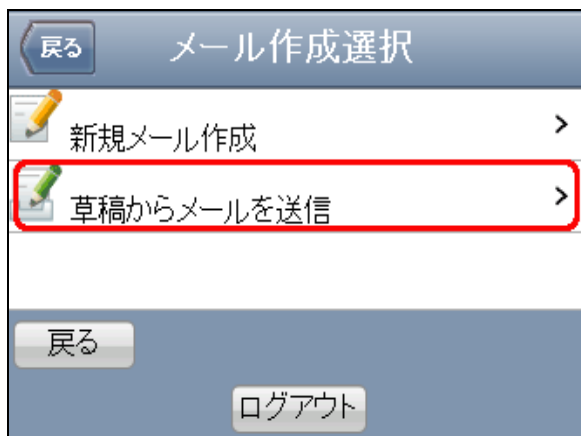 戻る メール作成選択
新規メール作成
草稿からメールを送信
戻る
ログアウト